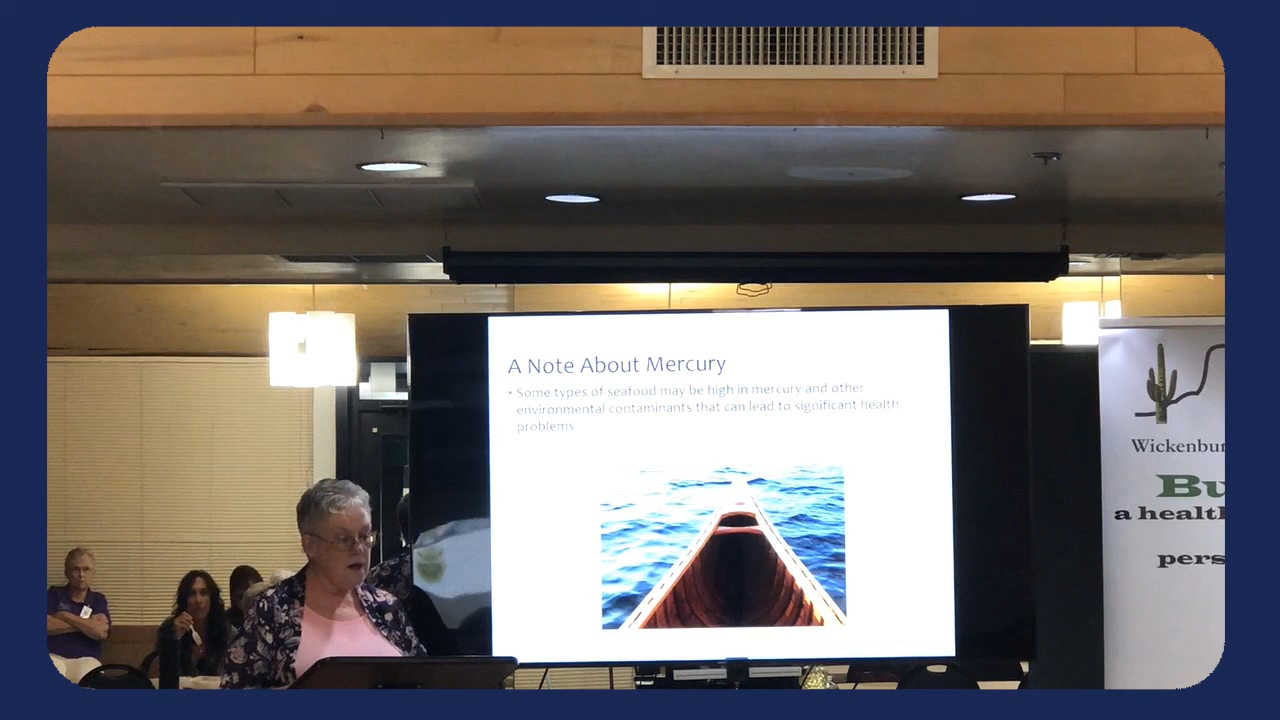 A Note About Mercury
• Some types of seafood may be high in mercury and other
environmental contaminants that can lead to significant health
problems
Wickenbur
Bu
a healt
pers